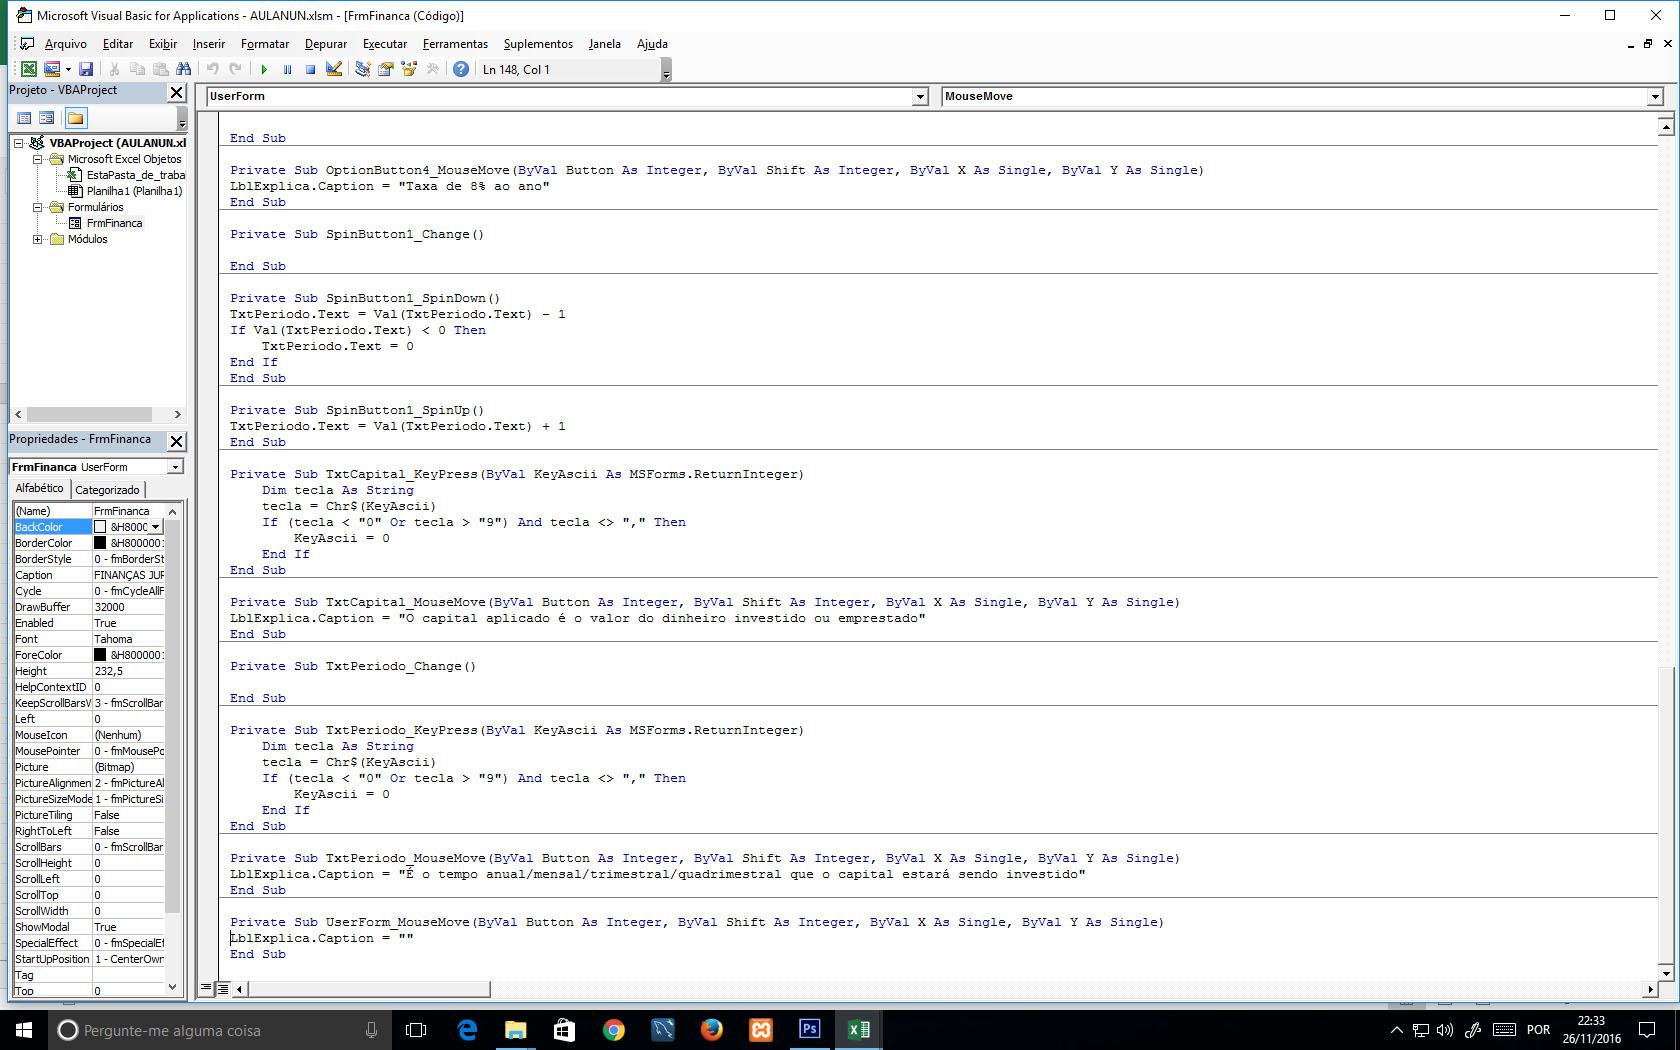 Microsoft Visual Basic for Applications - AULANUN.xlsm - [FrmFinanca (Código)]
Arquivo Editar Exibir Inserir Formatar Depurar Executar Ferramentas Suplementos Janela Ajuda
Ln 148, Col 1
Projeto - VBAProject
VBAProject (AULANUN.xl
Microsoft Excel Objetos
EstaPasta_de_traba
Planilha1 (Planilha1)
Formulários
FrmFinanca
Módulos
Propriedades - FrmFinanca
FrmFinanca UserForm
Alfabético Categorizado
(Name) FrmFinanca
BackColor &H8000
BorderColor &H800000
BorderStyle 0 - fmBorderSt
Caption FINANÇAS JUF
Cycle 0 - fmCycleAllF
DrawBuffer 32000
Enabled True
Font Tahoma
ForeColor &H800000
Height 232,5
HelpContextID 0
KeepScrollBarsV 3 - fmScrollBar
Left 0
MouseIcon (Nenhum)
MousePointer 0 - fmMousePo
Picture (Bitmap)
PictureAlignmen 2 - fmPictureAl
PictureSizeMode 1 - fmPictureSi
PictureTiling False
RightToLeft False
ScrollBars 0 - fmScrollBar
ScrollHeight 0
ScrollLeft 0
ScrollTop 0
ScrollWidth 0
ShowModal True
SpecialEffect 0 - fmSpecialEf
StartUpPosition 1 - CenterOwn
Tag
Top 0
UserForm MouseMove
End Sub
Private Sub OptionButton4_MouseMove(ByVal Button As Integer, ByVal Shift As Integer, ByVal X As Single, ByVal Y As Single)
LblExplica.Caption = "Taxa de 8% ao ano"
End Sub
Private Sub SpinButton1_Change()
End Sub
Private Sub SpinButton1_SpinDown()
TxtPeriodo.Text = Val(TxtPeriodo.Text) - 1
If Val(TxtPeriodo.Text) < 0 Then
TxtPeriodo.Text = 0
End If
End Sub
Private Sub SpinButton1_SpinUp()
TxtPeriodo.Text = Val(TxtPeriodo.Text) + 1
End Sub
Private Sub TxtCapital_KeyPress(ByVal KeyAscii As MSForms.ReturnInteger)
Dim tecla As String
tecla = Chr$(KeyAscii)
If (tecla < "0" Or tecla > "9") And tecla <> "," Then
KeyAscii = 0
End If
End Sub
Private Sub TxtCapital_MouseMove(ByVal Button As Integer, ByVal Shift As Integer, ByVal X As Single, ByVal Y As Single)
LblExplica.Caption = "O capital aplicado é o valor do dinheiro investido ou emprestado"
End Sub
Private Sub TxtPeriodo_Change()
End Sub
Private Sub TxtPeriodo_KeyPress(ByVal KeyAscii As MSForms.ReturnInteger)
Dim tecla As String
tecla = Chr$(KeyAscii)
If (tecla < "0" Or tecla > "9") And tecla <> "," Then
KeyAscii = 0
End If
End Sub
Private Sub TxtPeriodo_MouseMove(ByVal Button As Integer, ByVal Shift As Integer, ByVal X As Single, ByVal Y As Single)
LblExplica.Caption = "É o tempo anual/mensal/trimestral/quadrimestral que o capital estará sendo investido"
End Sub
Private Sub UserForm_MouseMove(ByVal Button As Integer, ByVal Shift As Integer, ByVal X As Single, ByVal Y As Single)
LblExplica.Caption = ""
End Sub
Pergunte-me alguma coisa
Ps
POR
22:33
26/11/2016